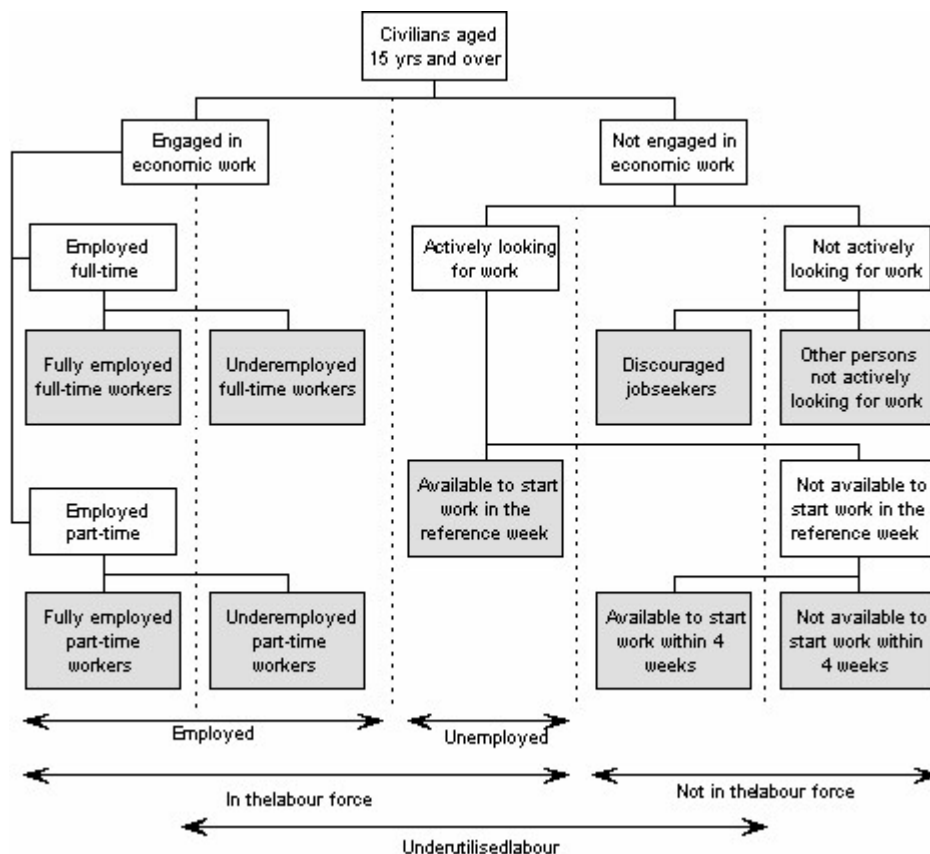 Civilians aged
15 yrs and over
Engaged in
economic work
Not engaged in
economic work
Employed
full-time
Actively looking
for work
Not actively
looking for work
Fully employed
full-time workers
Underemployed
full-time workers
Discouraged
jobseekers
Other persons
not actively
looking for work
Available to start
work in the
reference week
Not available to
start work in the
reference week
Employed
part-time
Fully employed
part-time
workers
Underemployed
part-time
workers
Available to start
work within 4
weeks
Not available to
start work within
4 weeks
Employed
Unemployed
In thelabour force
Not in thelabour force
Underutilisedlabour